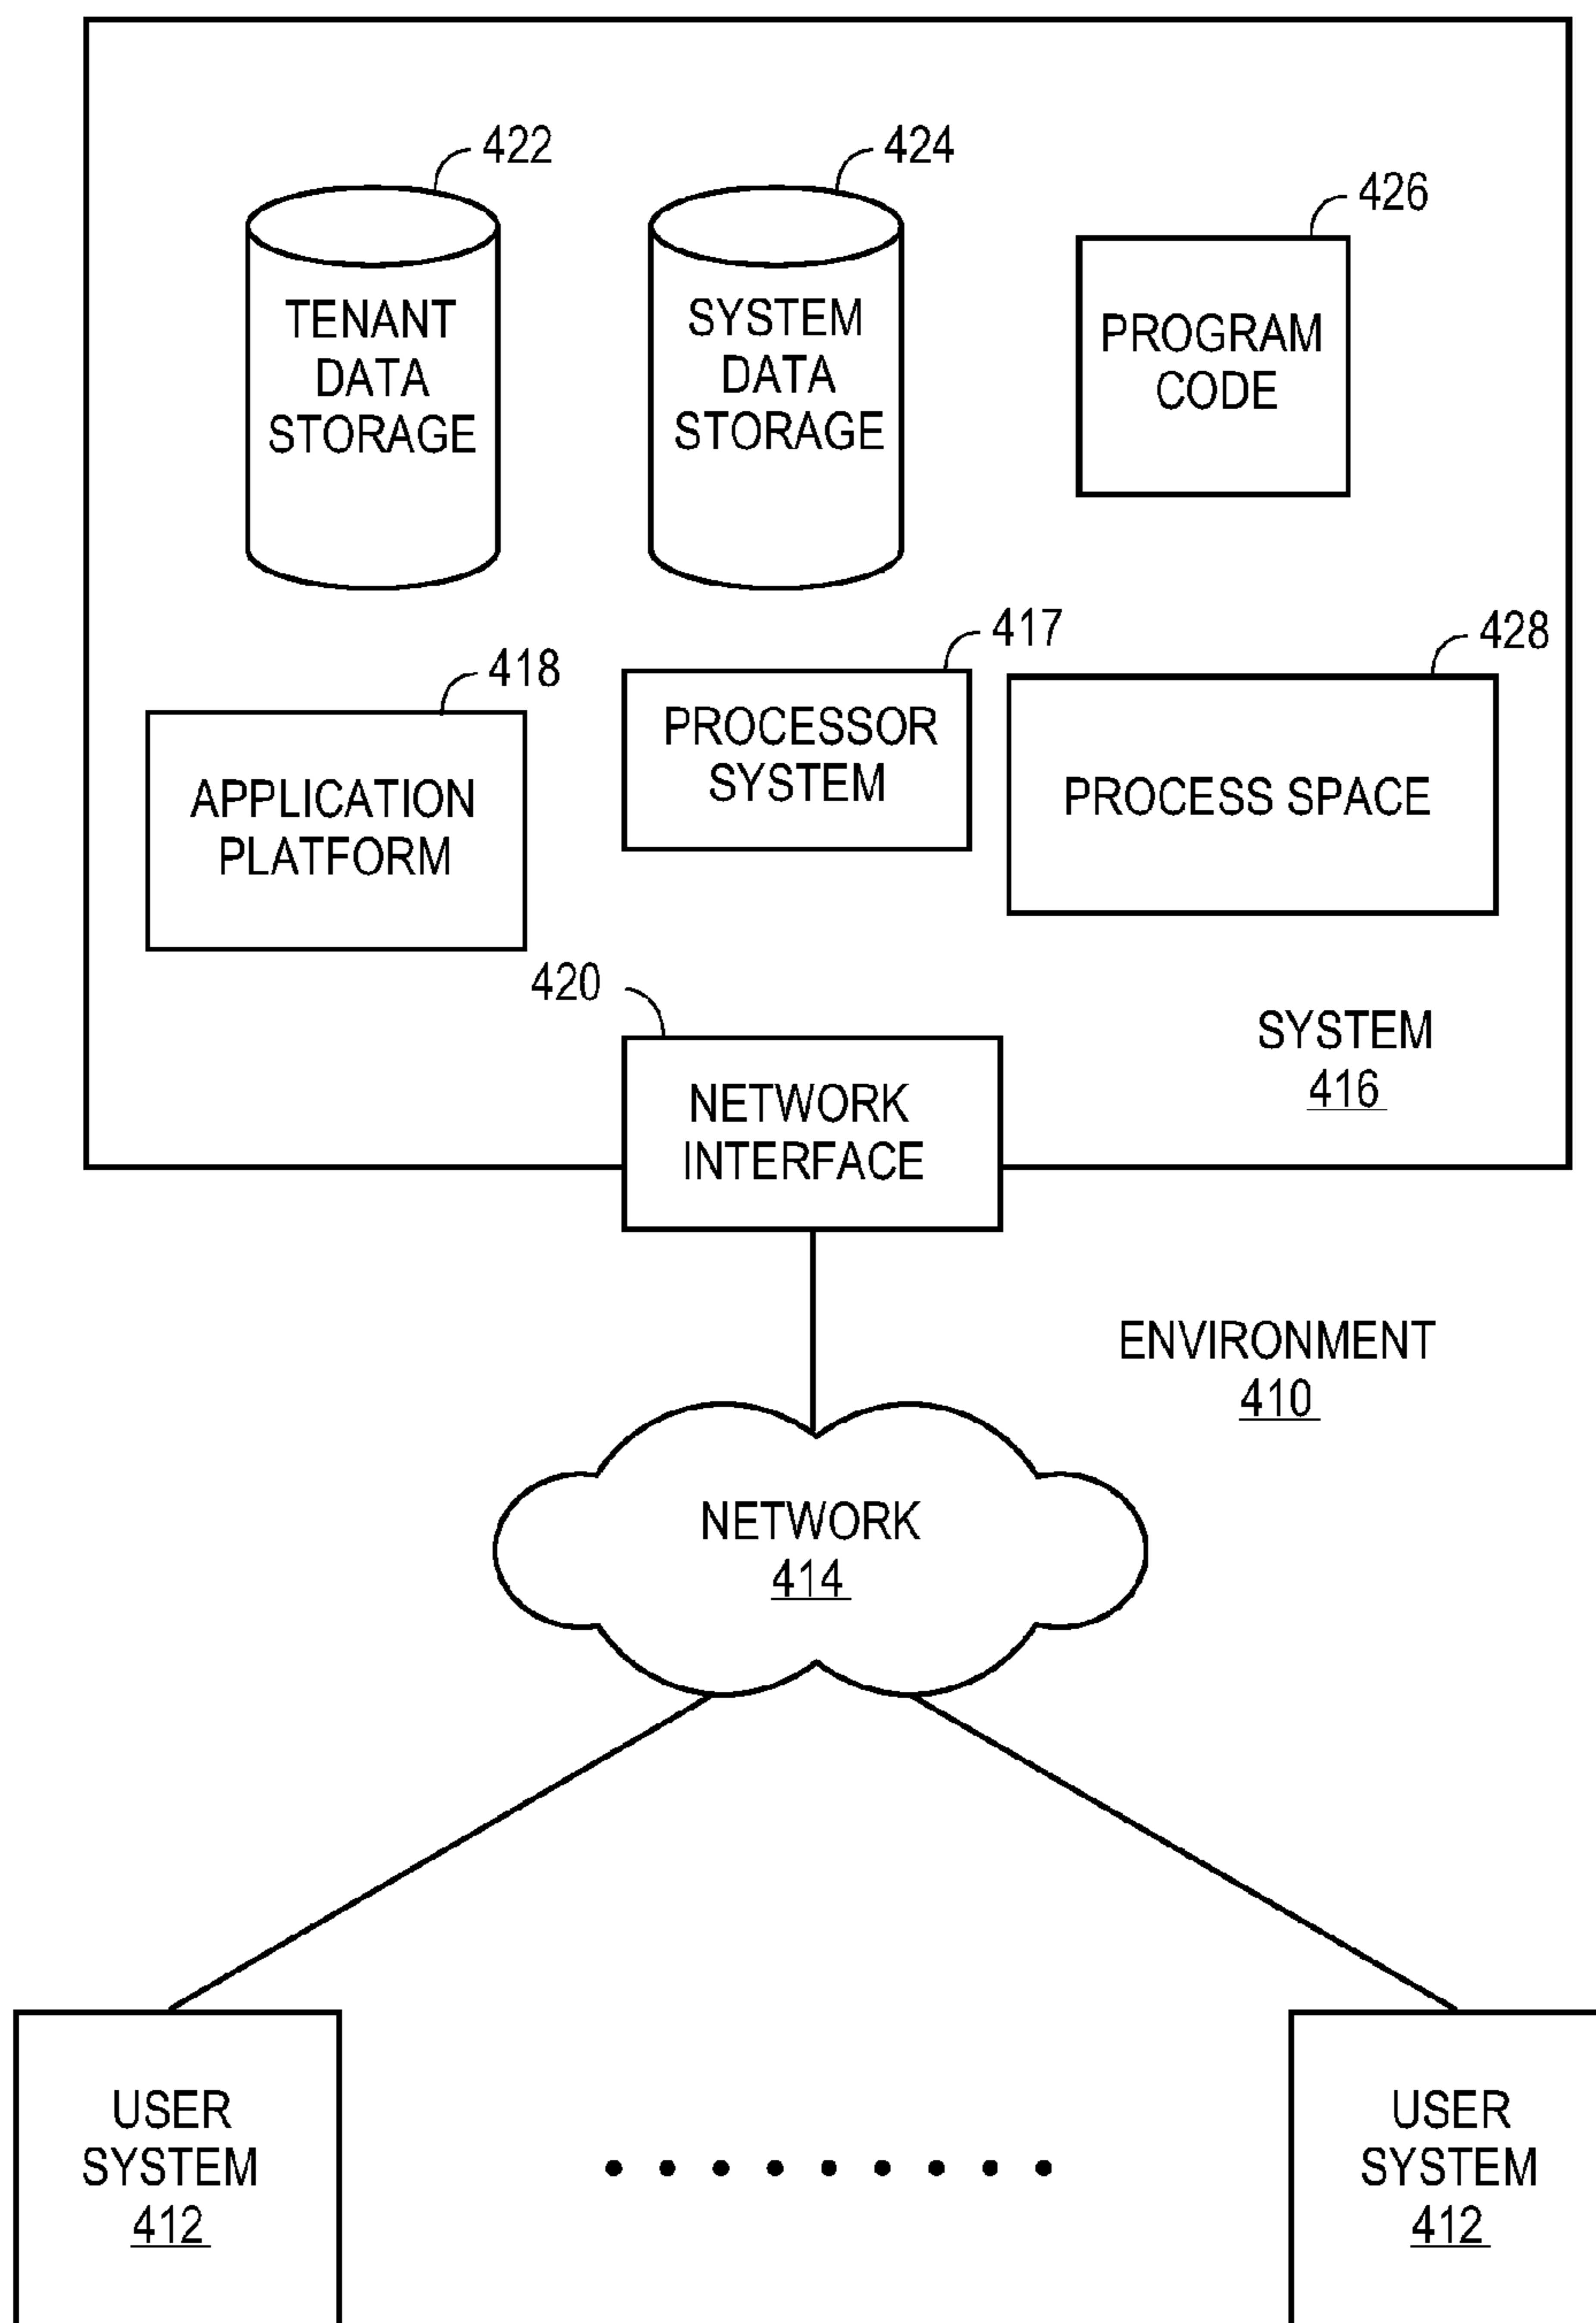 422
424
426
TENANT
DATA
STORAGE
SYSTEM
DATA
STORAGE
PROGRAM
CODE
418
417
428
APPLICATION
PLATFORM
PROCESSOR
SYSTEM
PROCESS SPACE
420
NETWORK
INTERFACE
SYSTEM
416
ENVIRONMENT
410
NETWORK
414
USER
SYSTEM
412
USER
SYSTEM
412